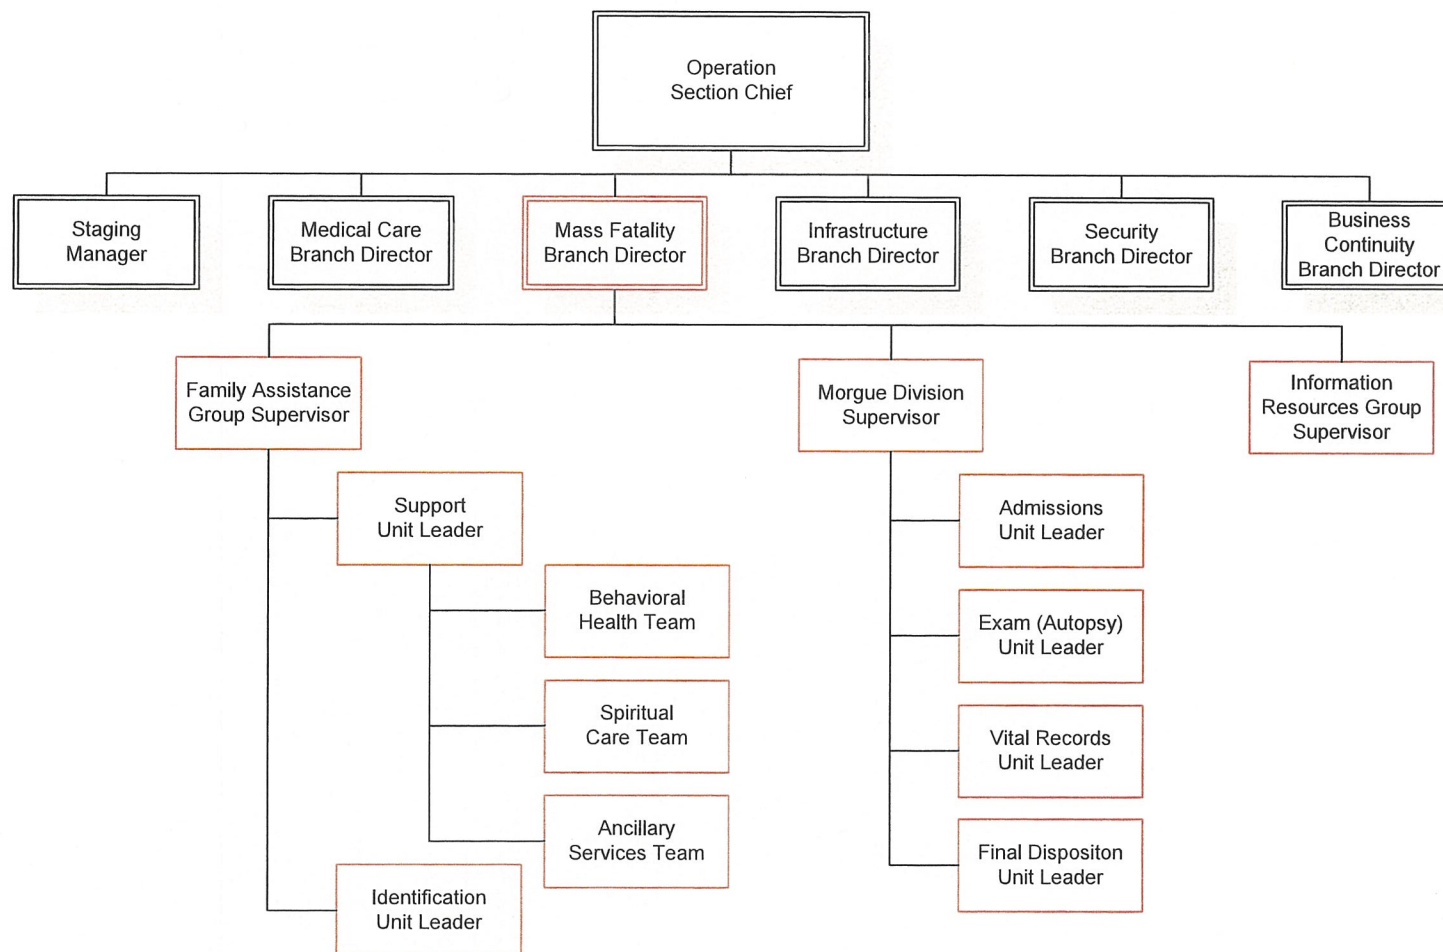 Operation
Section Chief
Staging
Manager
Medical Care
Branch Director
Mass Fatality
Branch Director
Infrastructure
Branch Director
Security
Branch Director
Business
Continuity
Branch Director
Family Assistance
Group Supervisor
Morgue Division
Supervisor
Information
Resources Group
Supervisor
Support
Unit Leader
Behavioral
Health Team
Spiritual
Care Team
Ancillary
Services Team
Identification
Unit Leader
Admissions
Unit Leader
Exam (Autopsy)
Unit Leader
Vital Records
Unit Leader
Final Dispositon
Unit Leader